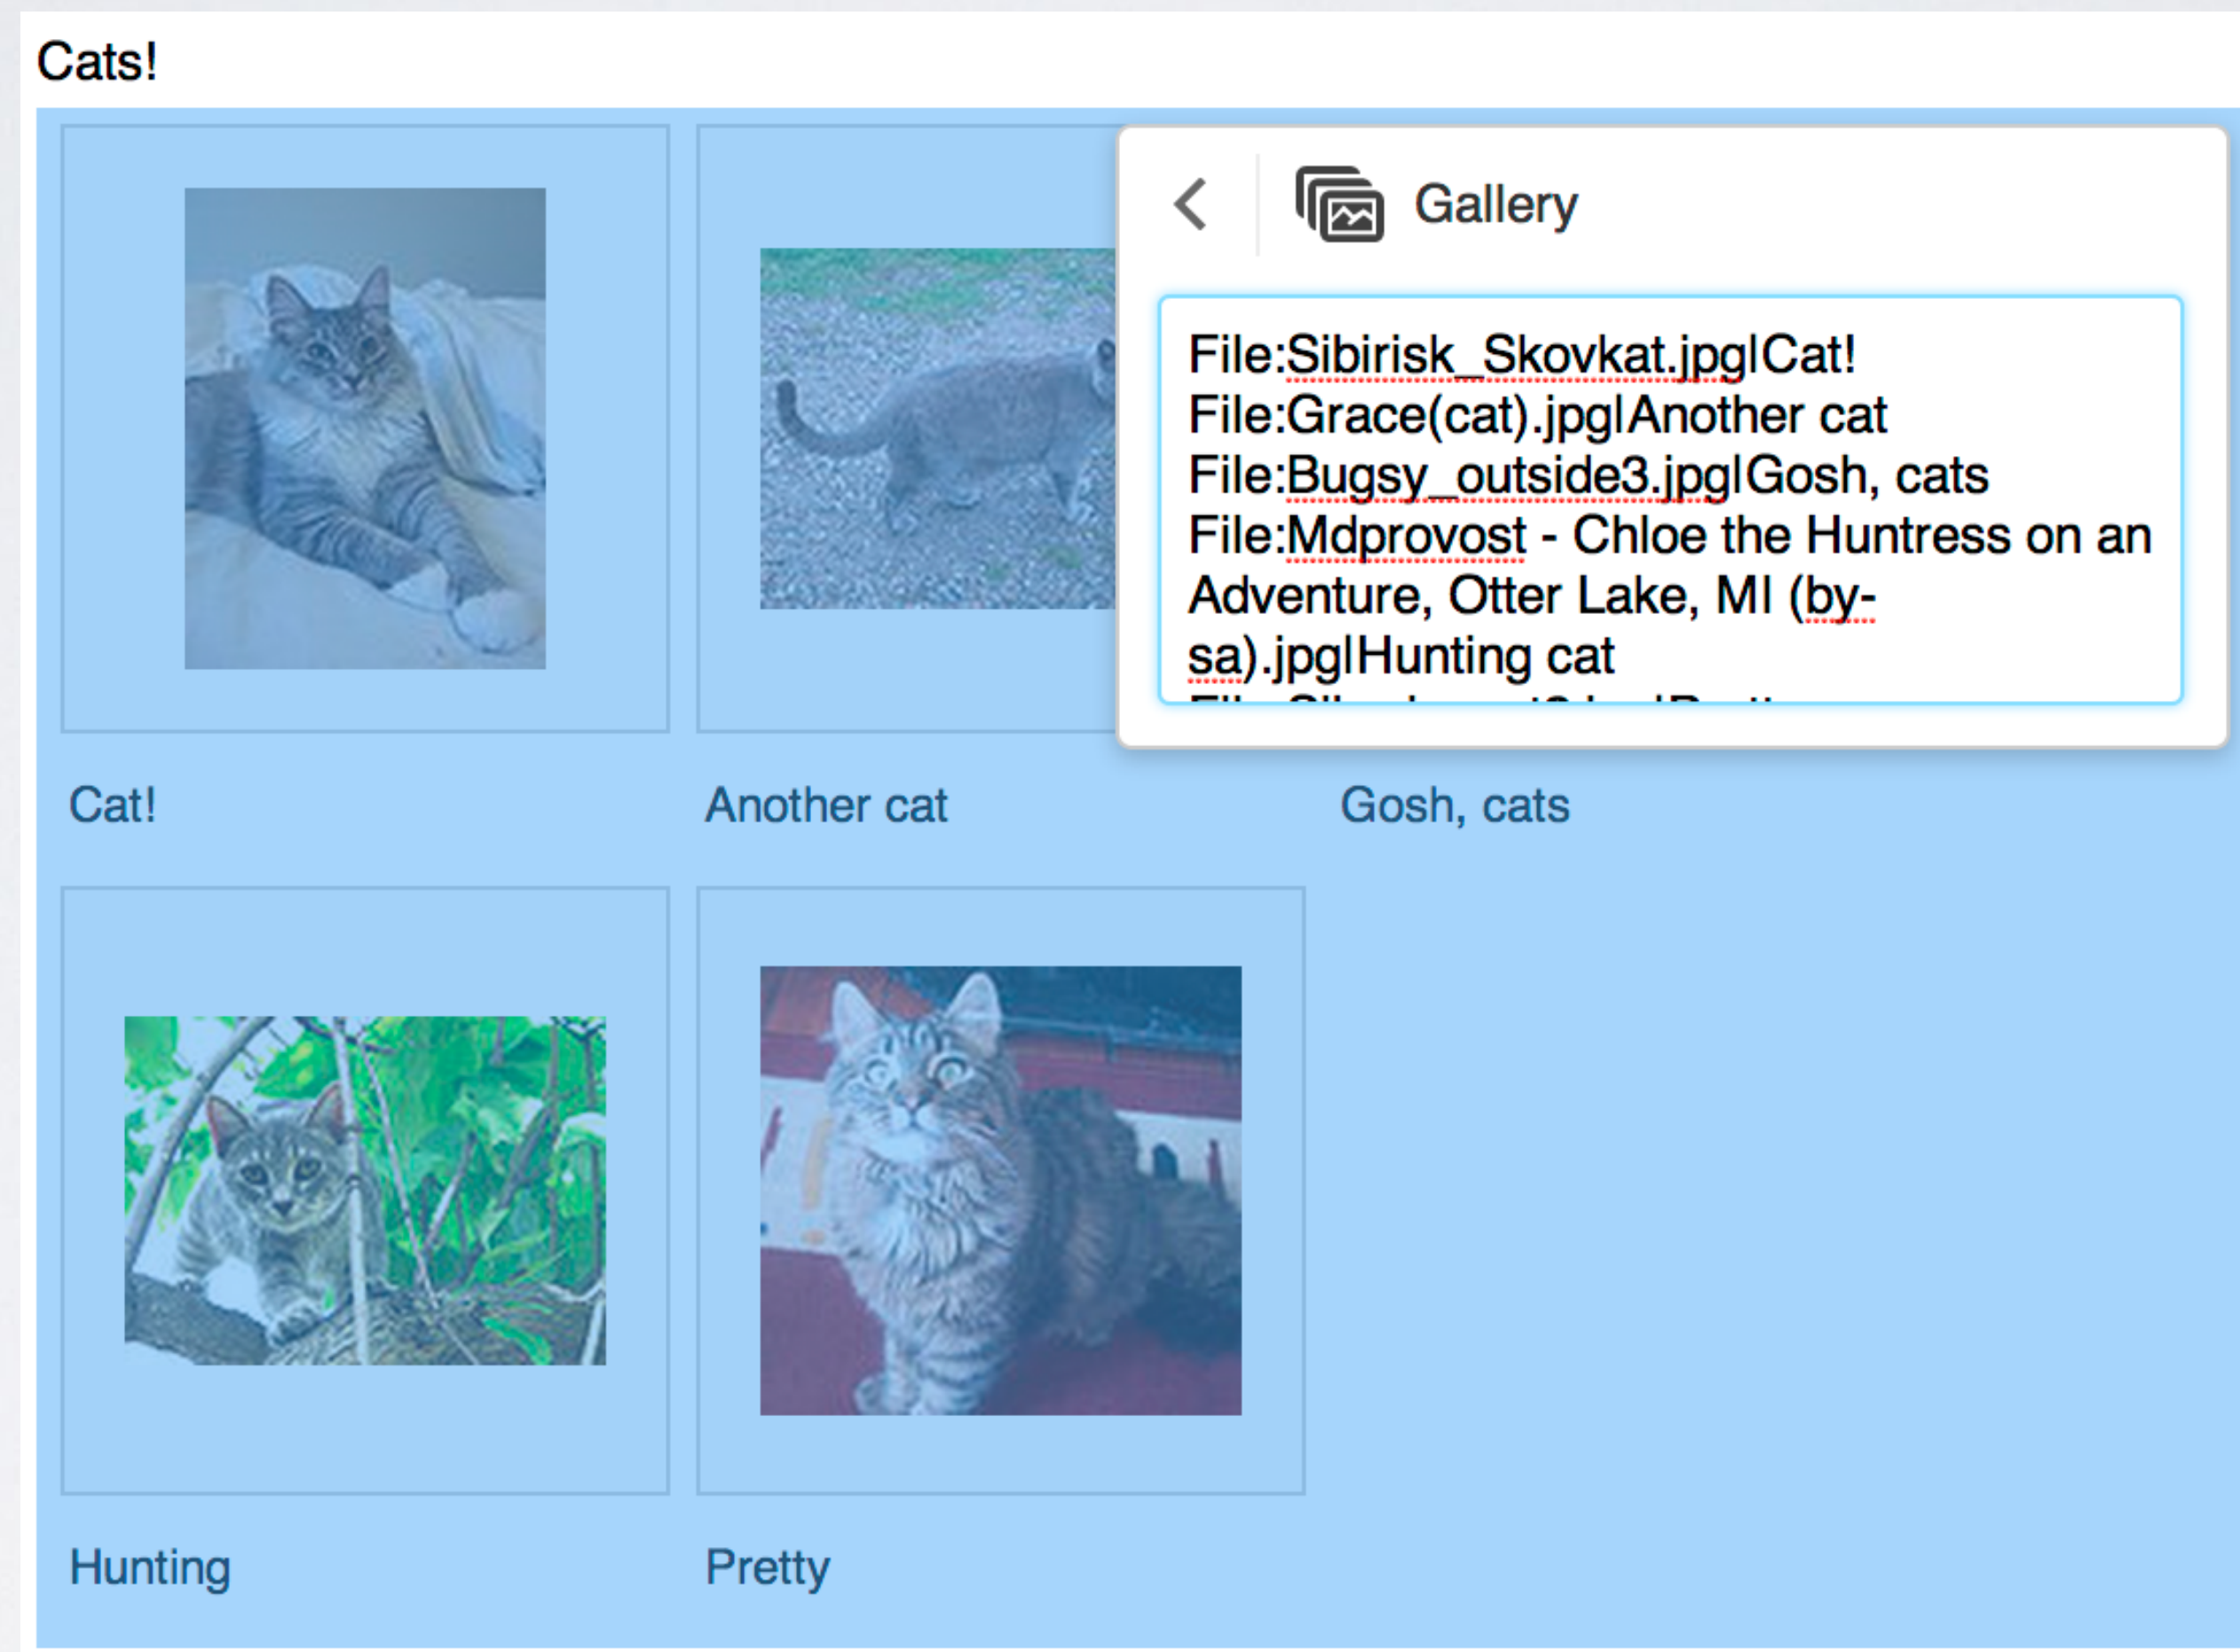 Cats!
Gallery
File:Sibirisk_Skovkat.jpg|Cat!
File:Grace(cat).jpg|Another cat
File:Bugsy_outside3.jpg|Gosh, cats
File:Mdprovost - Chloe the Huntress on an
Adventure, Otter Lake, MI (by-
sa).jpg|Hunting cat
Cat!
Another cat
Gosh, cats
Hunting
Pretty